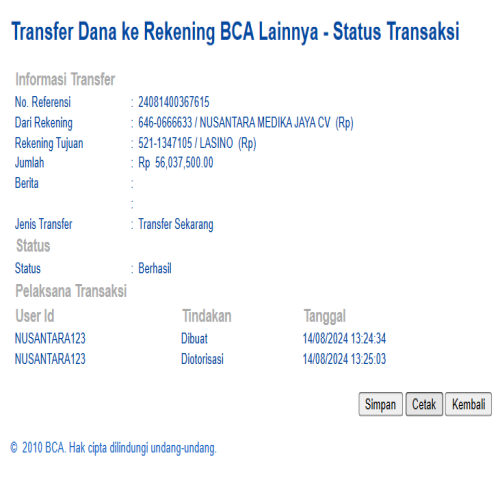 Transfer Dana ke Rekening BCA Lainnya - Status Transaksi
Informasi Transfer
No. Referensi : 24081400367615
Dari Rekening : 646-0666633 / NUSANTARA MEDIKA JAYA CV (Rp)
Rekening Tujuan : 521-1347105 / LASINO (Rp)
Jumlah : Rp 56,037,500.00
Berita :
:
Jenis Transfer : Transfer Sekarang
Status
Status : Berhasil
Pelaksana Transaksi
User Id Tindakan Tanggal
NUSANTARA123 Dibuat 14/08/2024 13:24:34
NUSANTARA123 Diotorisasi 14/08/2024 13:25:03
Simpan Cetak Kembali
© 2010 BCA. Hak cipta dilindungi undang-undang.